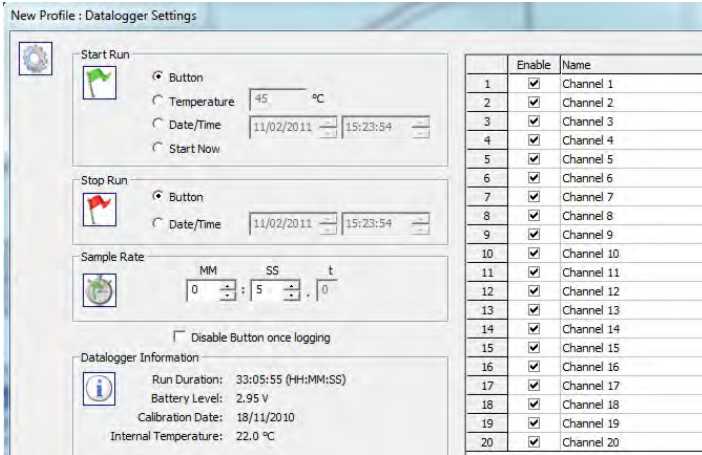 New Profile : Datalogger Settings
Start Run
Button
Temperature 45 °C
Date/Time 11/02/2011 15:23:54
Start Now
Stop Run
Button
Date/Time 11/02/2011 15:23:54
Sample Rate
MM SS t
0 : 5 . 0
Disable Button once logging
Datalogger Information
Run Duration: 33:05:55 (HH:MM:SS)
Battery Level: 2.95 V
Calibration Date: 18/11/2010
Internal Temperature: 22.0 °C
Enable Name
1 Channel 1
2 Channel 2
3 Channel 3
4 Channel 4
5 Channel 5
6 Channel 6
7 Channel 7
8 Channel 8
9 Channel 9
10 Channel 10
11 Channel 11
12 Channel 12
13 Channel 13
14 Channel 14
15 Channel 15
16 Channel 16
17 Channel 17
18 Channel 18
19 Channel 19
20 Channel 20